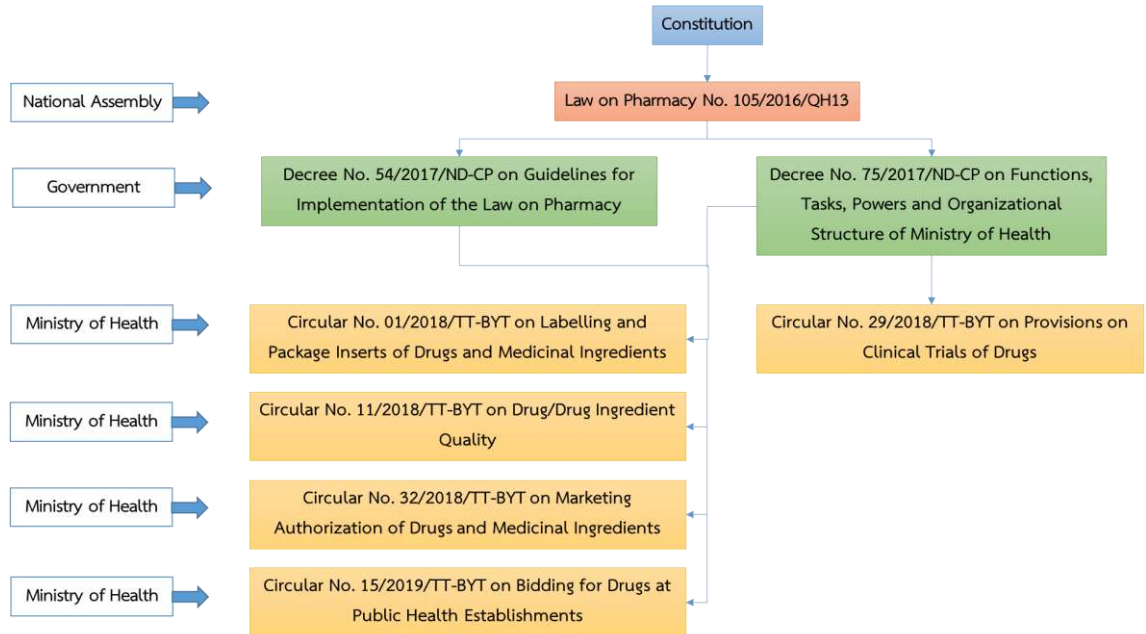 Constitution
National Assembly
Law on Pharmacy No. 105/2016/QH13
Government
Decree No. 54/2017/ND-CP on Guidelines for
Implementation of the Law on Pharmacy
Decree No. 75/2017/ND-CP on Functions,
Tasks, Powers and Organizational
Structure of Ministry of Health
Ministry of Health
Circular No. 01/2018/TT-BYT on Labelling and
Package Inserts of Drugs and Medicinal Ingredients
Circular No. 29/2018/TT-BYT on Provisions on
Clinical Trials of Drugs
Ministry of Health
Circular No. 11/2018/TT-BYT on Drug/Drug Ingredient
Quality
Ministry of Health
Circular No. 32/2018/TT-BYT on Marketing
Authorization of Drugs and Medicinal Ingredients
Ministry of Health
Circular No. 15/2019/TT-BYT on Bidding for Drugs at
Public Health Establishments